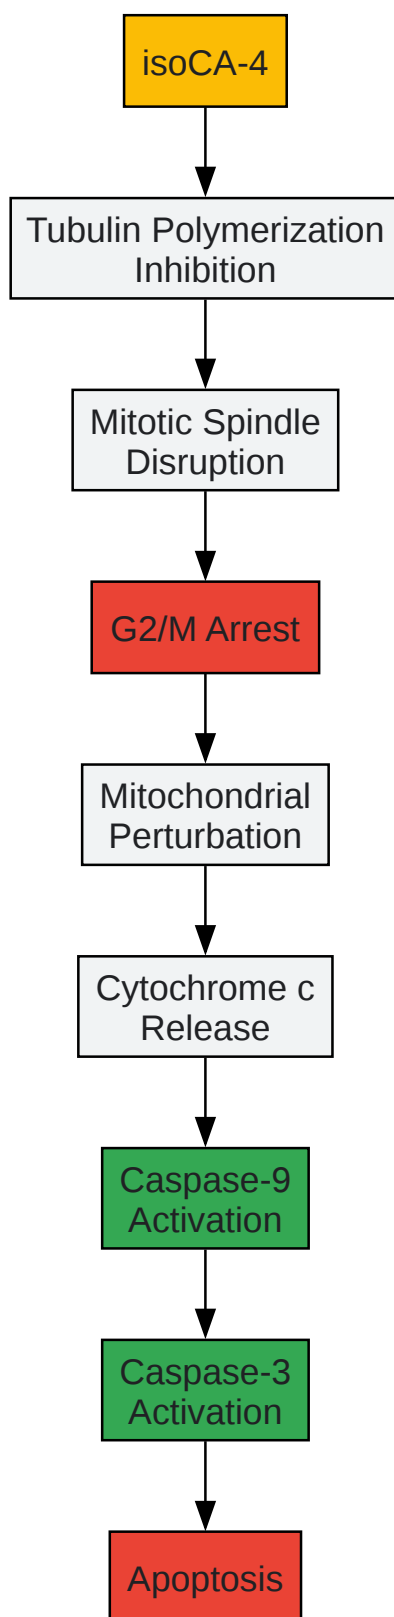 isoCA-4
Tubulin Polymerization
Inhibition
Mitotic Spindle
Disruption
G2/M Arrest
Mitochondrial
Perturbation
Cytochrome c
Release
Caspase-9
Activation
Caspase-3
Activation
Apoptosis